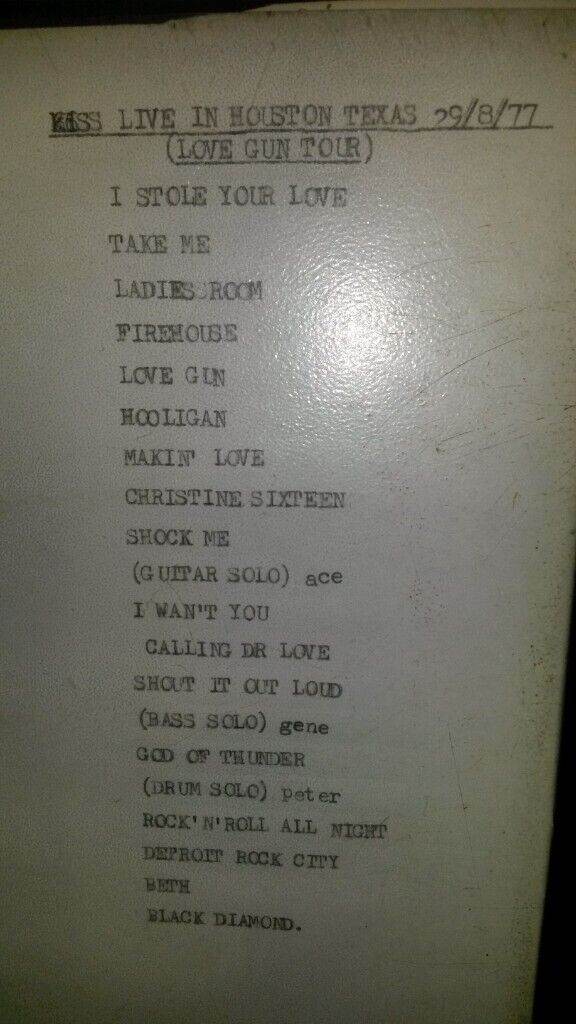 KISS LIVE IN HOUSTON TEXAS 29/8/77
(LOVE GUN TOUR)
I STOLE YOUR LOVE
TAKE ME
LADIES ROOM
FIREHOUSE
LOVE GUN
HOOLIGAN
MAKIN' LOVE
CHRISTINE SIXTEEN
SHOCK ME
(GUITAR SOLO) ace
I WAN'T YOU
CALLING DR LOVE
SHOUT IT OUT LOUD
(BASS SOLO) gene
GOD OF THUNDER
(DRUM SOLO) peter
ROCK'N'ROLL ALL NIGHT
DETROIT ROCK CITY
BETH
BLACK DIAMOND.